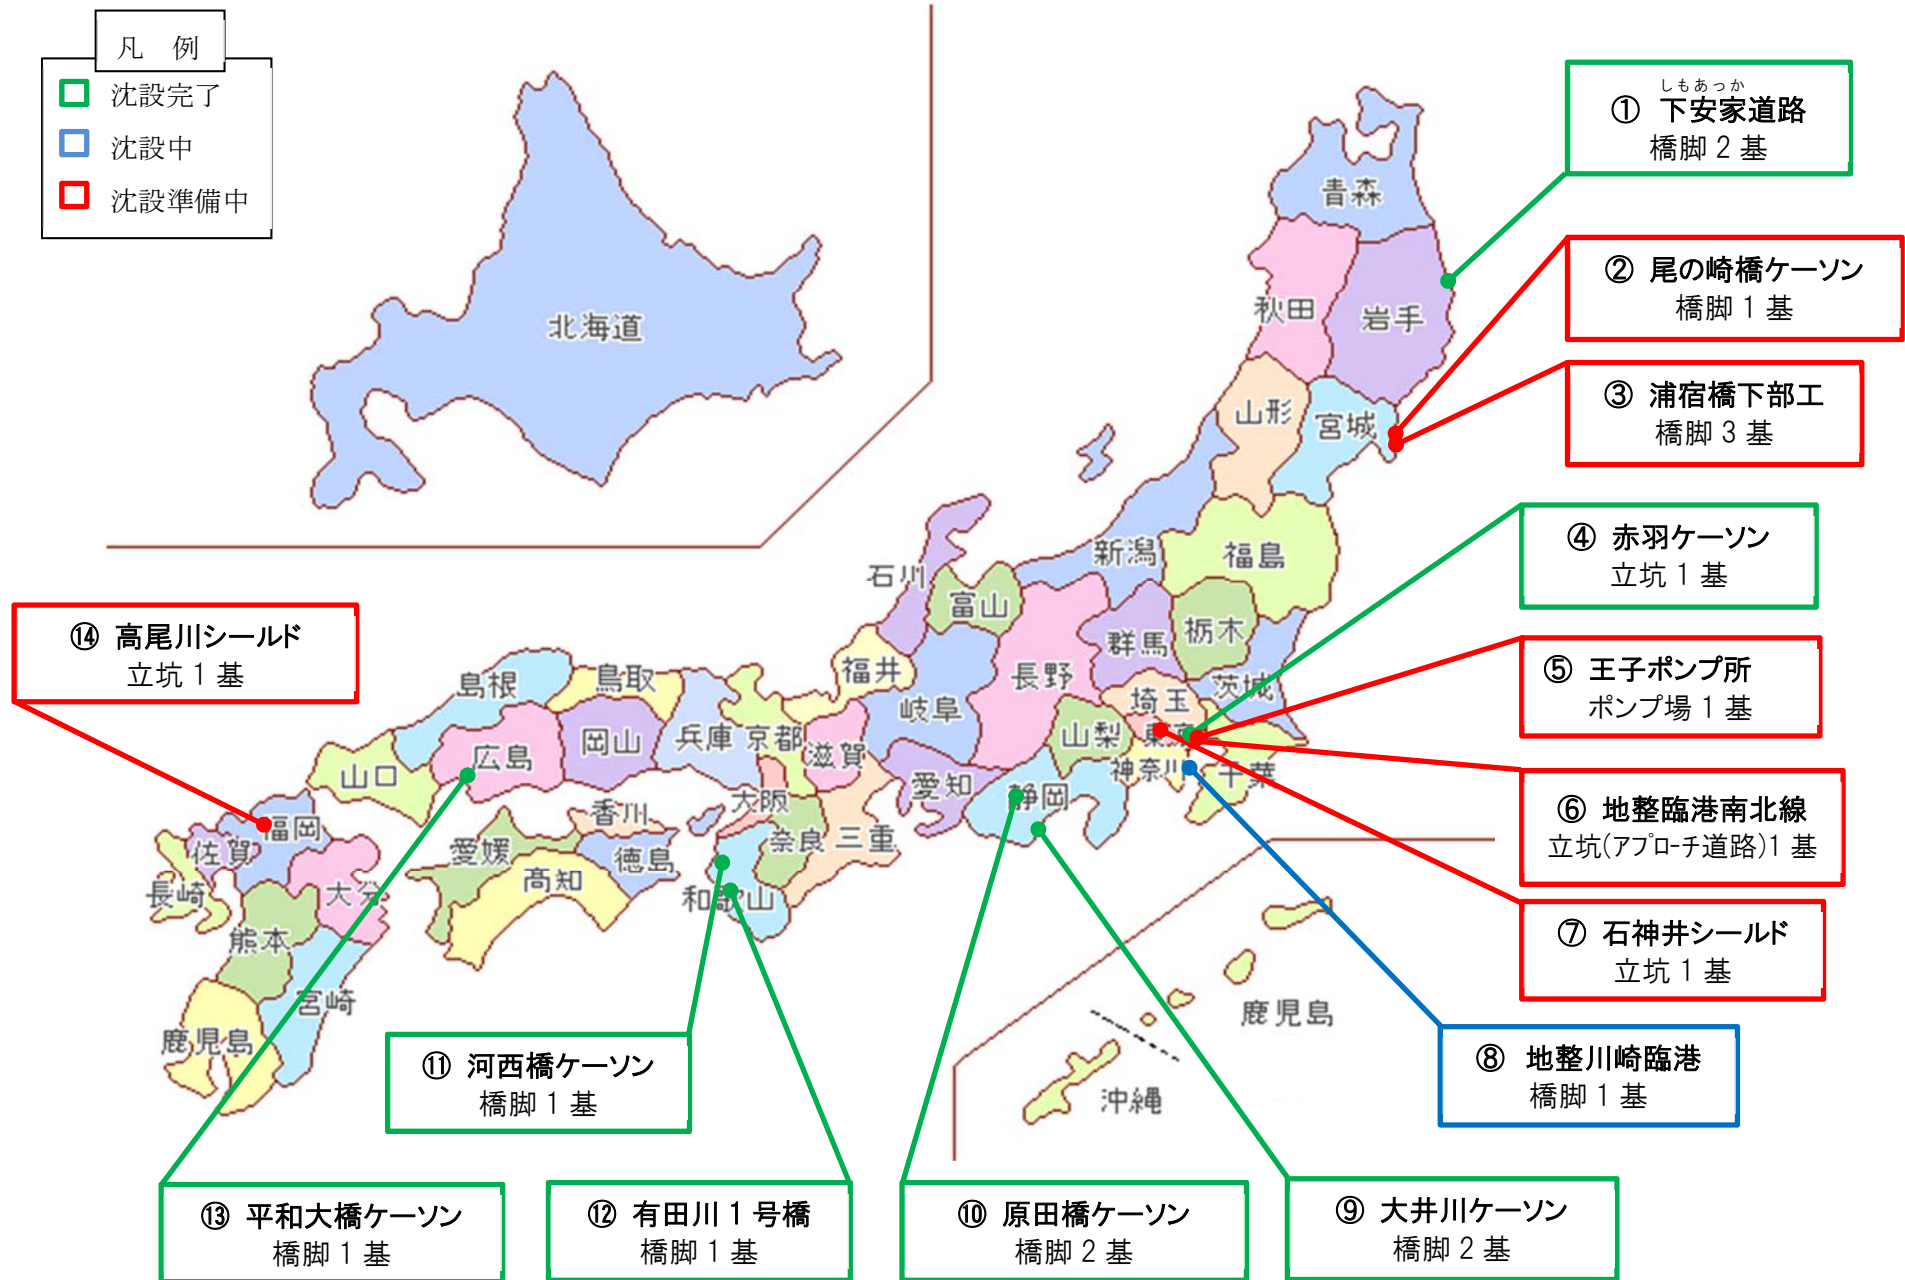 凡 例
沈設完了
沈設中
沈設準備中
北海道
青森
秋田
岩手
山形
宮城
新潟
福島
石川
富山
群馬
栃木
福井
長野
埼玉
茨城
岐阜
山梨
東京
神奈川
千葉
愛知
静岡
島根
鳥取
広島
岡山
兵庫
京都
滋賀
山口
大阪
香川
奈良
三重
愛媛
徳島
高知
和歌山
福岡
佐賀
長崎
大分
熊本
宮崎
鹿児島
鹿児島
沖縄
しもあっか
① 下安家道路
橋脚 2 基
② 尾の崎橋ケーソン
橋脚 1 基
③ 浦宿橋下部工
橋脚 3 基
④ 赤羽ケーソン
立坑 1 基
⑤ 王子ポンプ所
ポンプ場 1 基
⑥ 地整臨港南北線
立坑(アプローチ道路)1 基
⑦ 石神井シールド
立坑 1 基
⑧ 地整川崎臨港
橋脚 1 基
⑨ 大井川ケーソン
橋脚 2 基
⑩ 原田橋ケーソン
橋脚 2 基
⑪ 河西橋ケーソン
橋脚 1 基
⑫ 有田川 1 号橋
橋脚 1 基
⑬ 平和大橋ケーソン
橋脚 1 基
⑭ 高尾川シールド
立坑 1 基